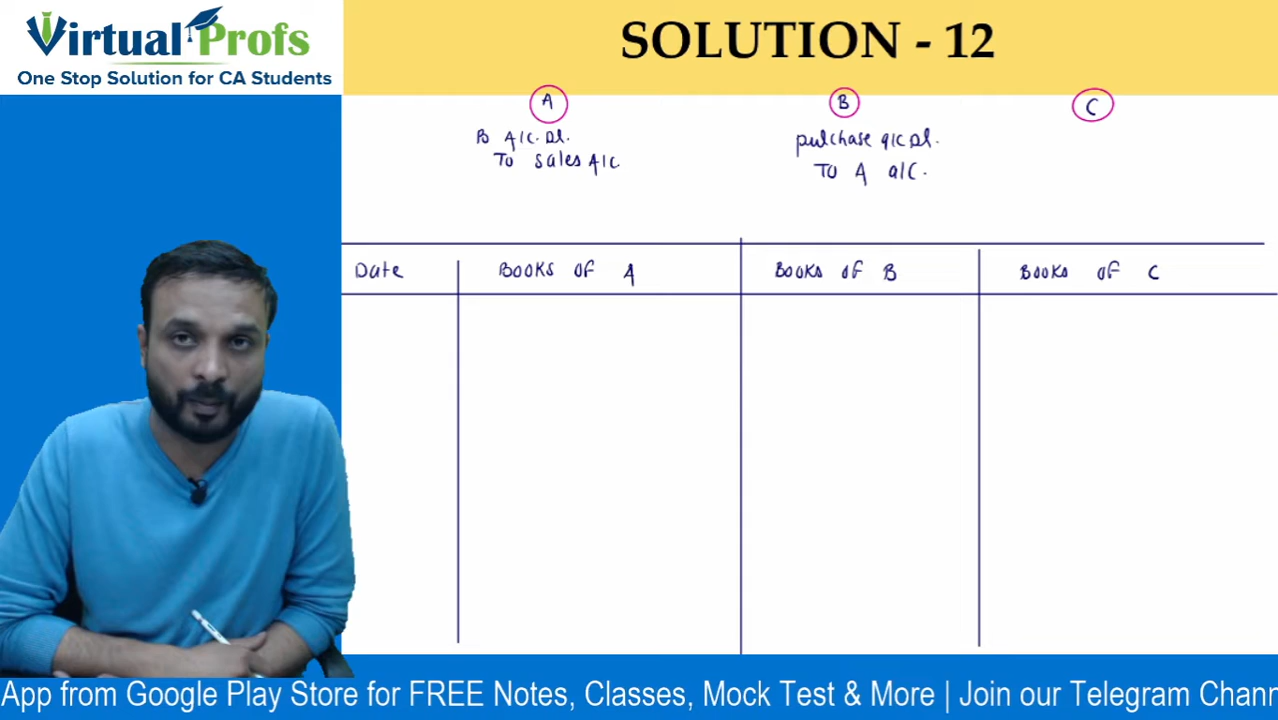 Virtual Profs
One Stop Solution for CA Students
SOLUTION - 12
A
B A/C. Dr.
To Sales A/C
B
purchase a/c Dr.
To A a/c.
C
Date
BOOKS OF A
BOOKS OF B
BOOKS OF C
App from Google Play Store for FREE Notes, Classes, Mock Test & More | Join our Telegram Chann